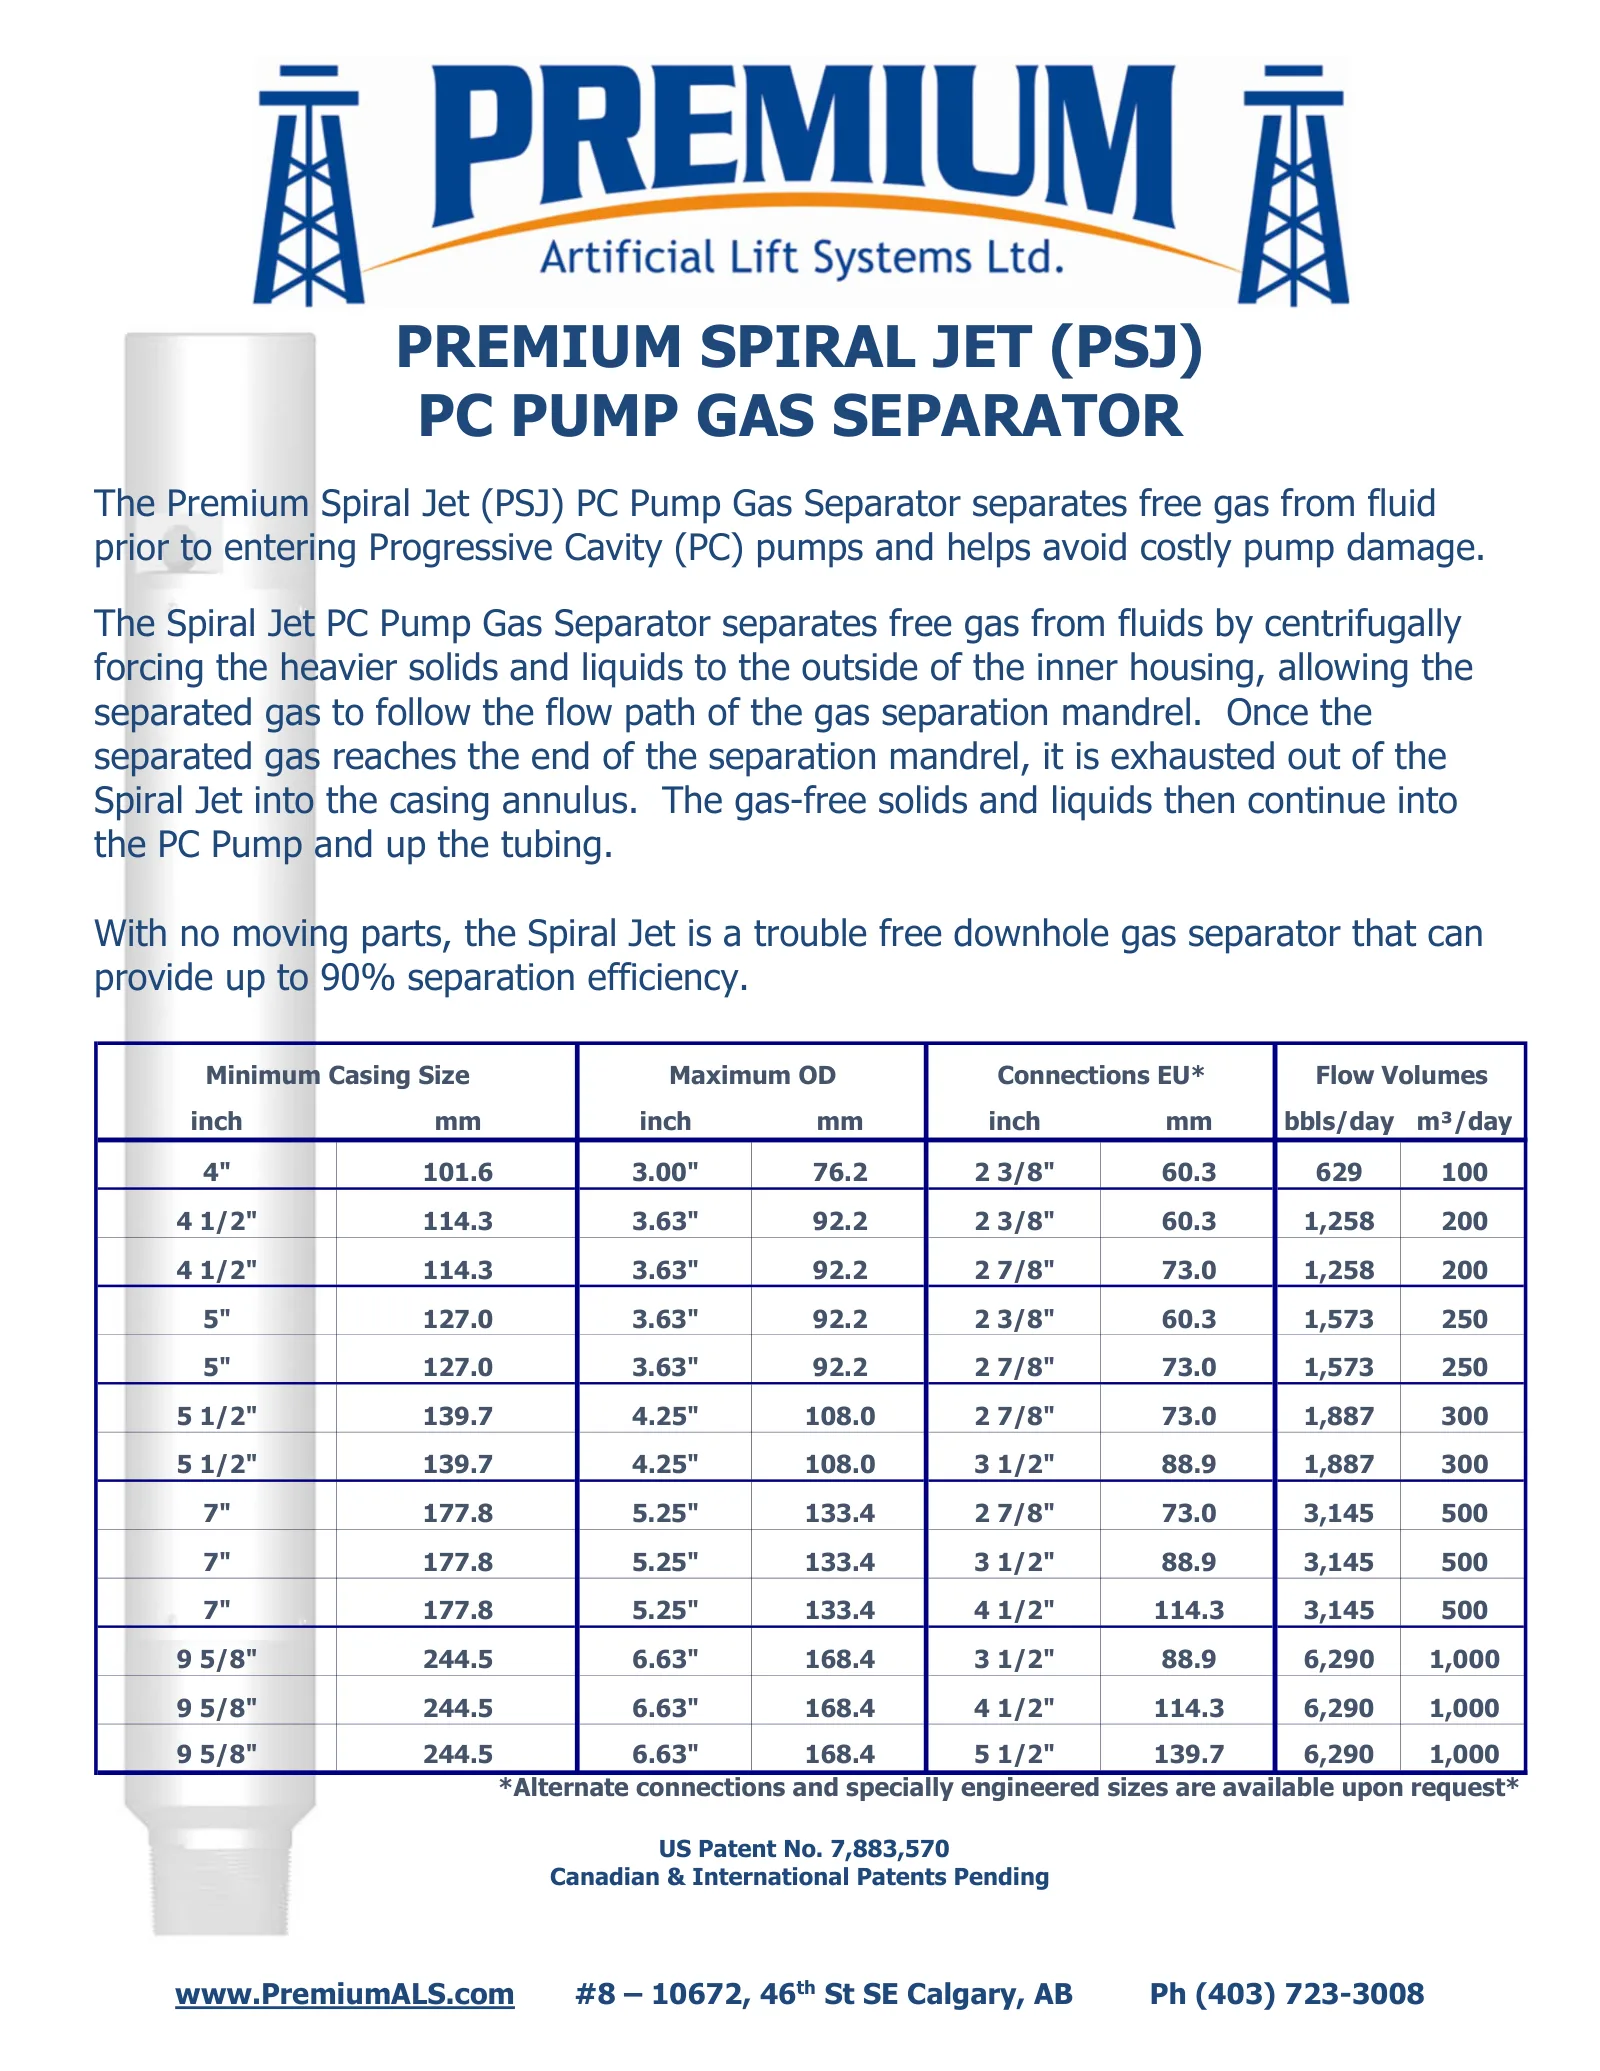 PREMIUM
Artificial Lift Systems Ltd.
PREMIUM SPIRAL JET (PSJ)
PC PUMP GAS SEPARATOR
The Premium Spiral Jet (PSJ) PC Pump Gas Separator separates free gas from fluid
prior to entering Progressive Cavity (PC) pumps and helps avoid costly pump damage.
The Spiral Jet PC Pump Gas Separator separates free gas from fluids by centrifugally
forcing the heavier solids and liquids to the outside of the inner housing, allowing the
separated gas to follow the flow path of the gas separation mandrel.  Once the
separated gas reaches the end of the separation mandrel, it is exhausted out of the
Spiral Jet into the casing annulus.  The gas-free solids and liquids then continue into
the PC Pump and up the tubing.
With no moving parts, the Spiral Jet is a trouble free downhole gas separator that can
provide up to 90% separation efficiency.
Minimum Casing Size Maximum OD Connections EU* Flow Volumes
inch mm inch mm inch mm bbls/day m³/day
4" 101.6 3.00" 76.2 2 3/8" 60.3 629 100
4 1/2" 114.3 3.63" 92.2 2 3/8" 60.3 1,258 200
4 1/2" 114.3 3.63" 92.2 2 7/8" 73.0 1,258 200
5" 127.0 3.63" 92.2 2 3/8" 60.3 1,573 250
5" 127.0 3.63" 92.2 2 7/8" 73.0 1,573 250
5 1/2" 139.7 4.25" 108.0 2 7/8" 73.0 1,887 300
5 1/2" 139.7 4.25" 108.0 3 1/2" 88.9 1,887 300
7" 177.8 5.25" 133.4 2 7/8" 73.0 3,145 500
7" 177.8 5.25" 133.4 3 1/2" 88.9 3,145 500
7" 177.8 5.25" 133.4 4 1/2" 114.3 3,145 500
9 5/8" 244.5 6.63" 168.4 3 1/2" 88.9 6,290 1,000
9 5/8" 244.5 6.63" 168.4 4 1/2" 114.3 6,290 1,000
9 5/8" 244.5 6.63" 168.4 5 1/2" 139.7 6,290 1,000
*Alternate connections and specially engineered sizes are available upon request*
US Patent No. 7,883,570
Canadian & International Patents Pending
www.PremiumALS.com #8 – 10672, 46th St SE Calgary, AB Ph (403) 723-3008